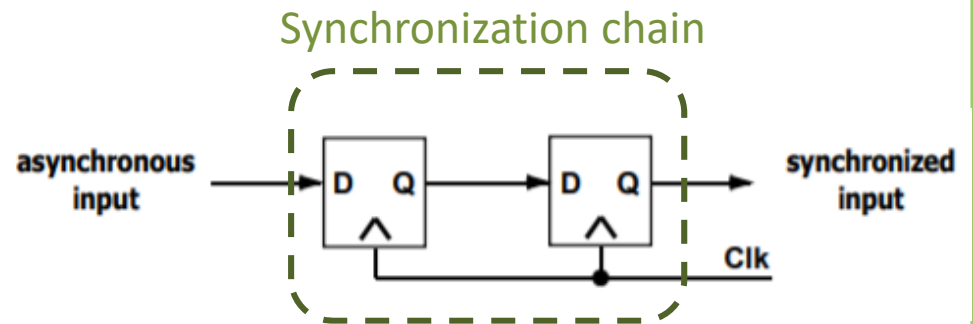 Synchronization chain
asynchronous
input
D Q
D Q
synchronized
input
Clk